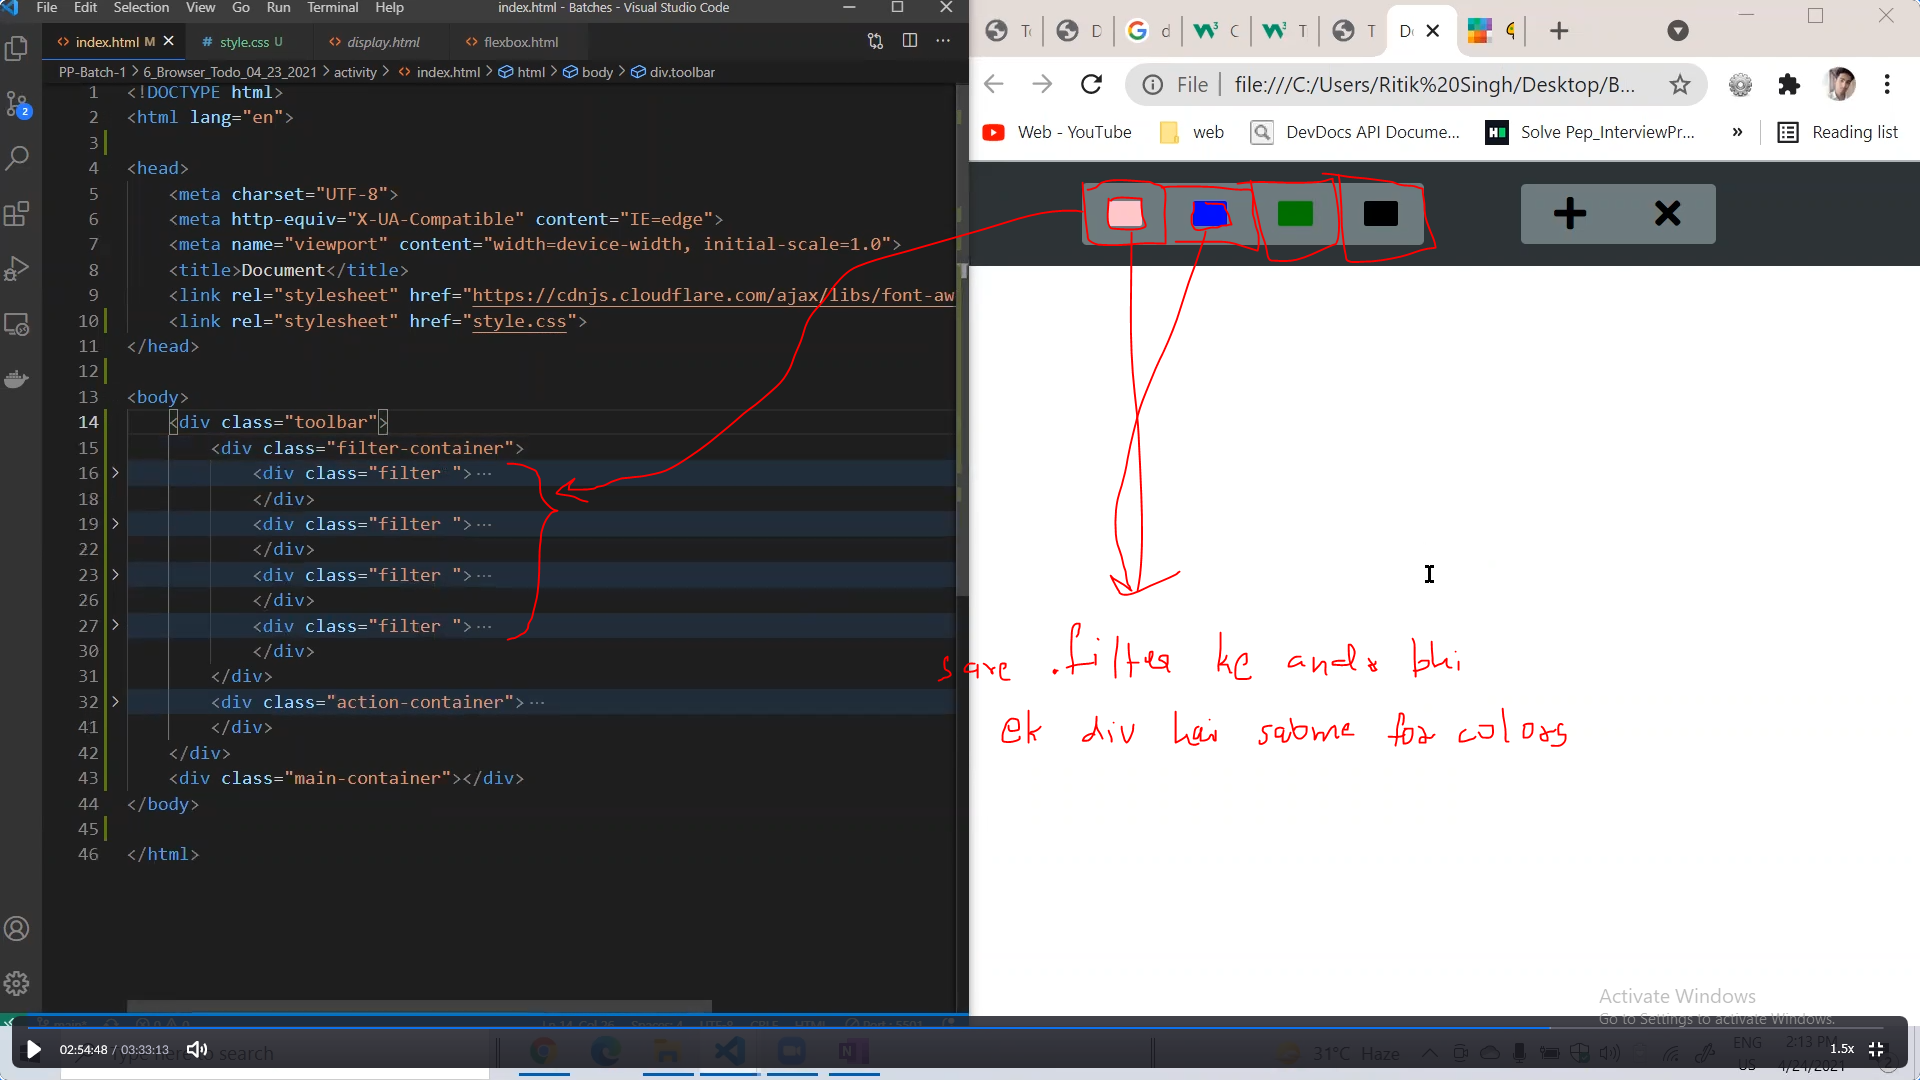 File Edit Selection View Go Run Terminal Help
index.html - Batches - Visual Studio Code
index.html M
style.css U
display.html
flexbox.html
PP-Batch-1 > 6_Browser_Todo_04_23_2021 > activity > index.html > html > body > div.toolbar
1 <!DOCTYPE html>
2 <html lang="en">
3
4 <head>
5 <meta charset="UTF-8">
6 <meta http-equiv="X-UA-Compatible" content="IE=edge">
7 <meta name="viewport" content="width=device-width, initial-scale=1.0">
8 <title>Document</title>
9 <link rel="stylesheet" href="https://cdnjs.cloudflare.com/ajax/libs/font-aw
10 <link rel="stylesheet" href="style.css">
11 </head>
12
13 <body>
14 <div class="toolbar">
15 <div class="filter-container">
16 <div class="filter ">...
18 </div>
19 <div class="filter ">...
22 </div>
23 <div class="filter ">...
26 </div>
27 <div class="filter ">...
30 </div>
31 </div>
32 <div class="action-container">...
41 </div>
42 </div>
43 <div class="main-container"></div>
44 </body>
45
46 </html>
2
File file:///C:/Users/Ritik%20Singh/Desktop/B...
Web - YouTube
web
DevDocs API Docume...
Solve Pep_InterviewPr...
»
Reading list
sare .filter ke andr bhi
ek div hai sabme for colors
Activate Windows
Go to Settings to activate Windows.
02:54:48 / 03:33:13
Type here to search
31°C Haze
ENG
US
2:13 PM
4/24/2021
1.5x